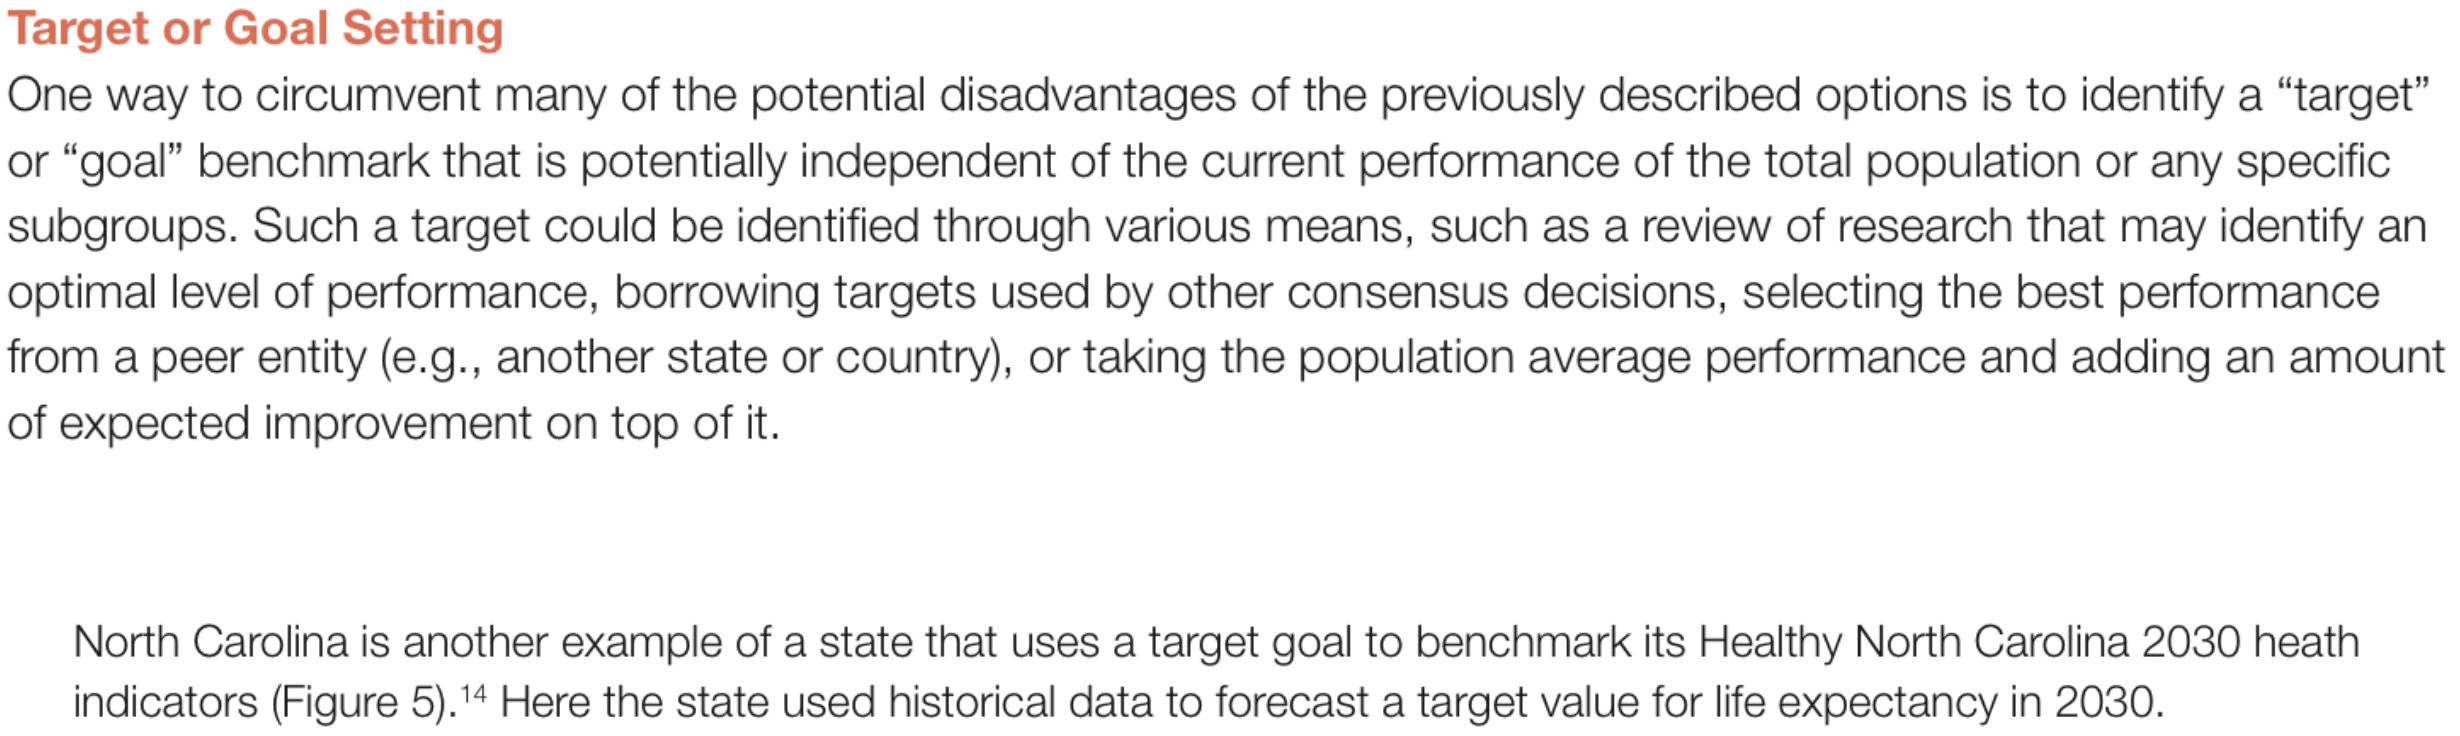 Target or Goal Setting
One way to circumvent many of the potential disadvantages of the previously described options is to identify a “target”
or “goal” benchmark that is potentially independent of the current performance of the total population or any specific
subgroups. Such a target could be identified through various means, such as a review of research that may identify an
optimal level of performance, borrowing targets used by other consensus decisions, selecting the best performance
from a peer entity (e.g., another state or country), or taking the population average performance and adding an amount
of expected improvement on top of it.
North Carolina is another example of a state that uses a target goal to benchmark its Healthy North Carolina 2030 heath
indicators (Figure 5).¹⁴ Here the state used historical data to forecast a target value for life expectancy in 2030.